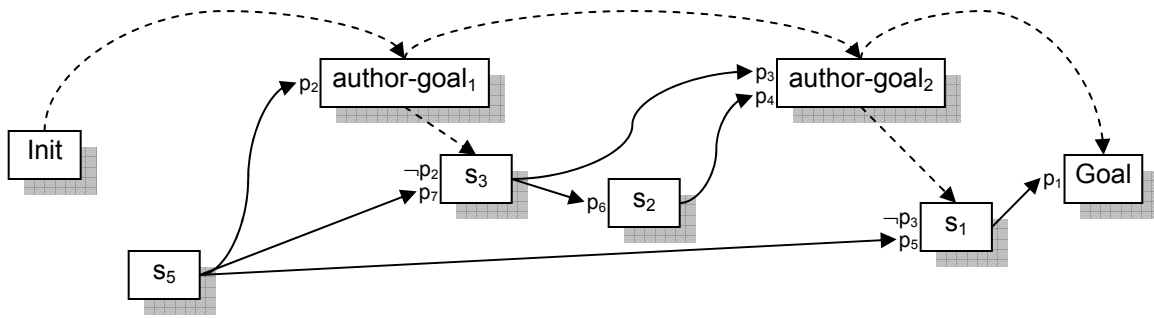 p₂
author-goal₁
p₃
p₄
author-goal₂
Init
¬p₂
p₇
s₃
p₆
s₂
p₁
Goal
¬p₃
p₅
s₁
s₅